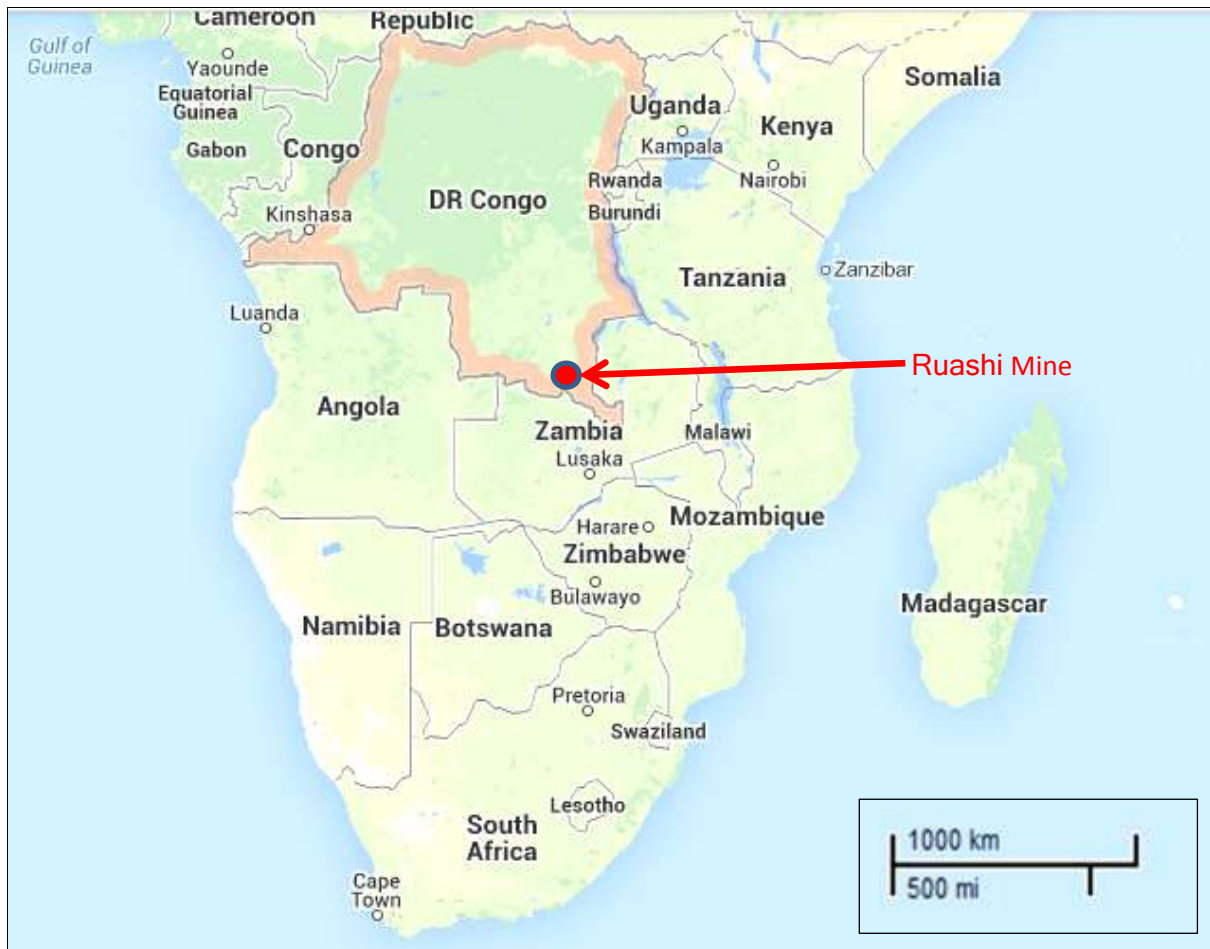 Cameroon
Republic
Gulf of
Guinea
Yaounde
Equatorial
Guinea
Gabon
Congo
Uganda
Kampala
Kenya
Somalia
Nairobi
Rwanda
Burundi
DR Congo
Kinshasa
Tanzania
Zanzibar
Luanda
Ruashi Mine
Angola
Zambia
Lusaka
Malawi
Mozambique
Harare
Zimbabwe
Bulawayo
Madagascar
Namibia
Botswana
Pretoria
Swaziland
Lesotho
South
Africa
Cape
Town
1000 km
500 mi